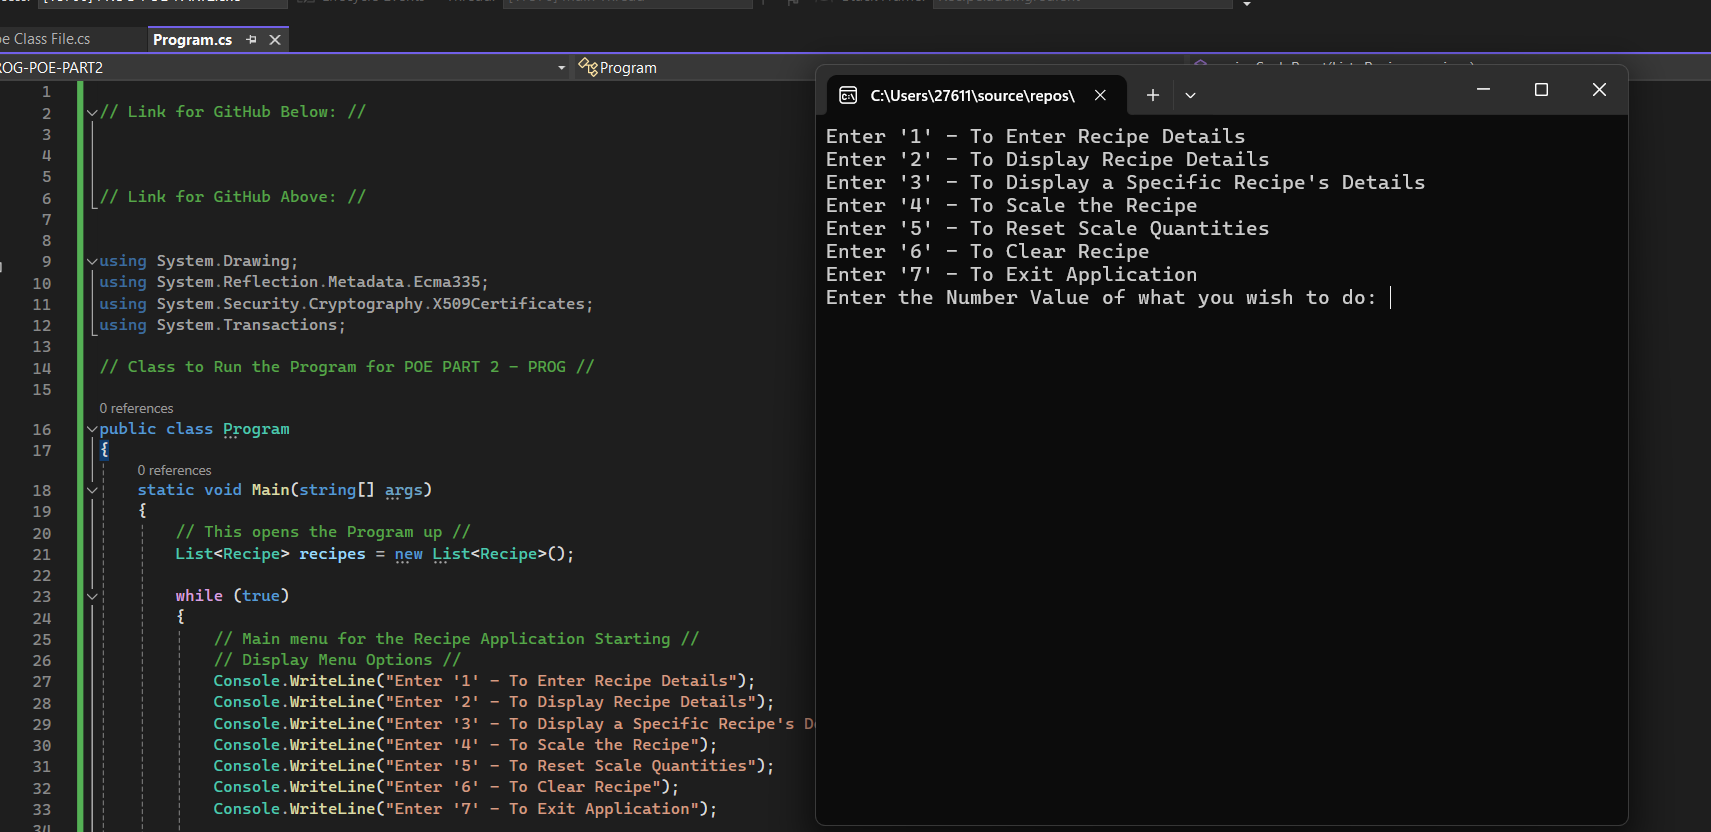 e Class File.cs
Program.cs
ROG-POE-PART2
Program
1
2 // Link for GitHub Below: //
3
4
5
6 // Link for GitHub Above: //
7
8
9 using System.Drawing;
10 using System.Reflection.Metadata.Ecma335;
11 using System.Security.Cryptography.X509Certificates;
12 using System.Transactions;
13
14 // Class to Run the Program for POE PART 2 - PROG //
15
0 references
16 public class Program
17 {
0 references
18 static void Main(string[] args)
19 {
20 // This opens the Program up //
21 List<Recipe> recipes = new List<Recipe>();
22
23 while (true)
24 {
25 // Main menu for the Recipe Application Starting //
26 // Display Menu Options //
27 Console.WriteLine("Enter '1' - To Enter Recipe Details");
28 Console.WriteLine("Enter '2' - To Display Recipe Details");
29 Console.WriteLine("Enter '3' - To Display a Specific Recipe's D
30 Console.WriteLine("Enter '4' - To Scale the Recipe");
31 Console.WriteLine("Enter '5' - To Reset Scale Quantities");
32 Console.WriteLine("Enter '6' - To Clear Recipe");
33 Console.WriteLine("Enter '7' - To Exit Application");
34
C:\Users\27611\source\repos\
Enter '1' - To Enter Recipe Details
Enter '2' - To Display Recipe Details
Enter '3' - To Display a Specific Recipe's Details
Enter '4' - To Scale the Recipe
Enter '5' - To Reset Scale Quantities
Enter '6' - To Clear Recipe
Enter '7' - To Exit Application
Enter the Number Value of what you wish to do: